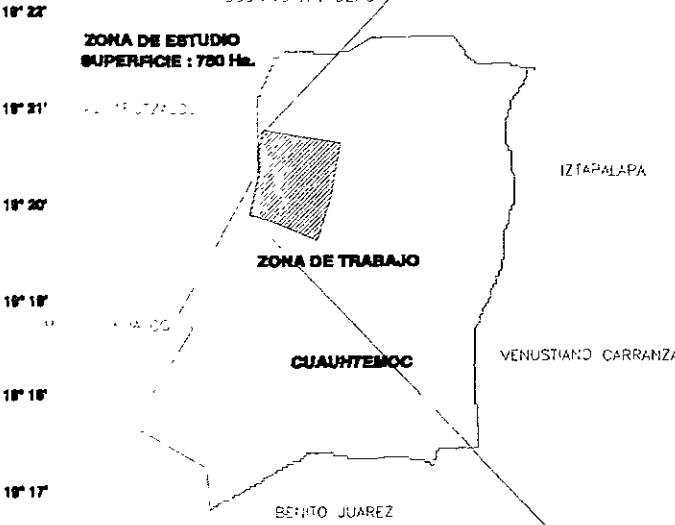 19° 22'
ZONA DE ESTUDIO
SUPERFICIE : 780 Ha.
19° 21'
IZTAPALAPA
19° 20'
ZONA DE TRABAJO
19° 19'
CUAUHTEMOC
VENUSTIANO CARRANZA
19° 18'
19° 17'
BENITO JUAREZ